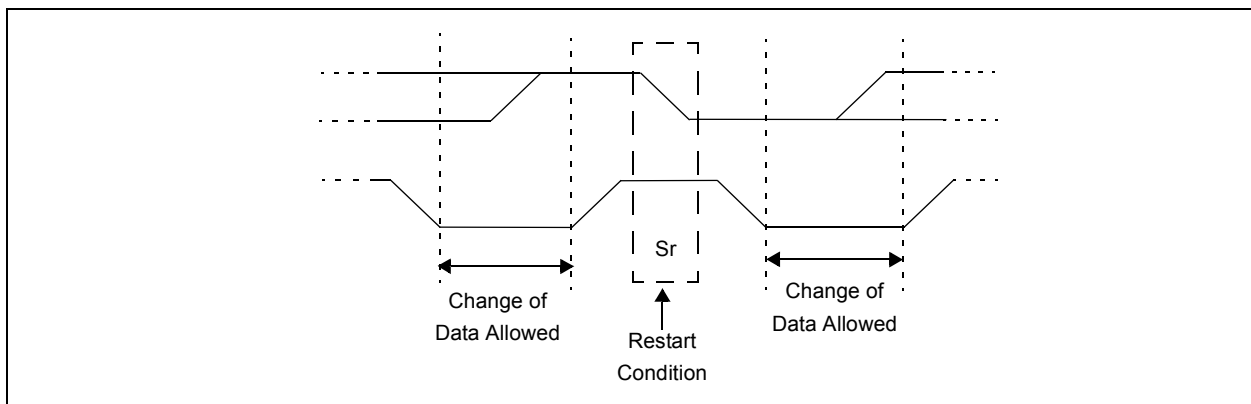 Sr
Change of
Data Allowed
Restart
Condition
Change of
Data Allowed